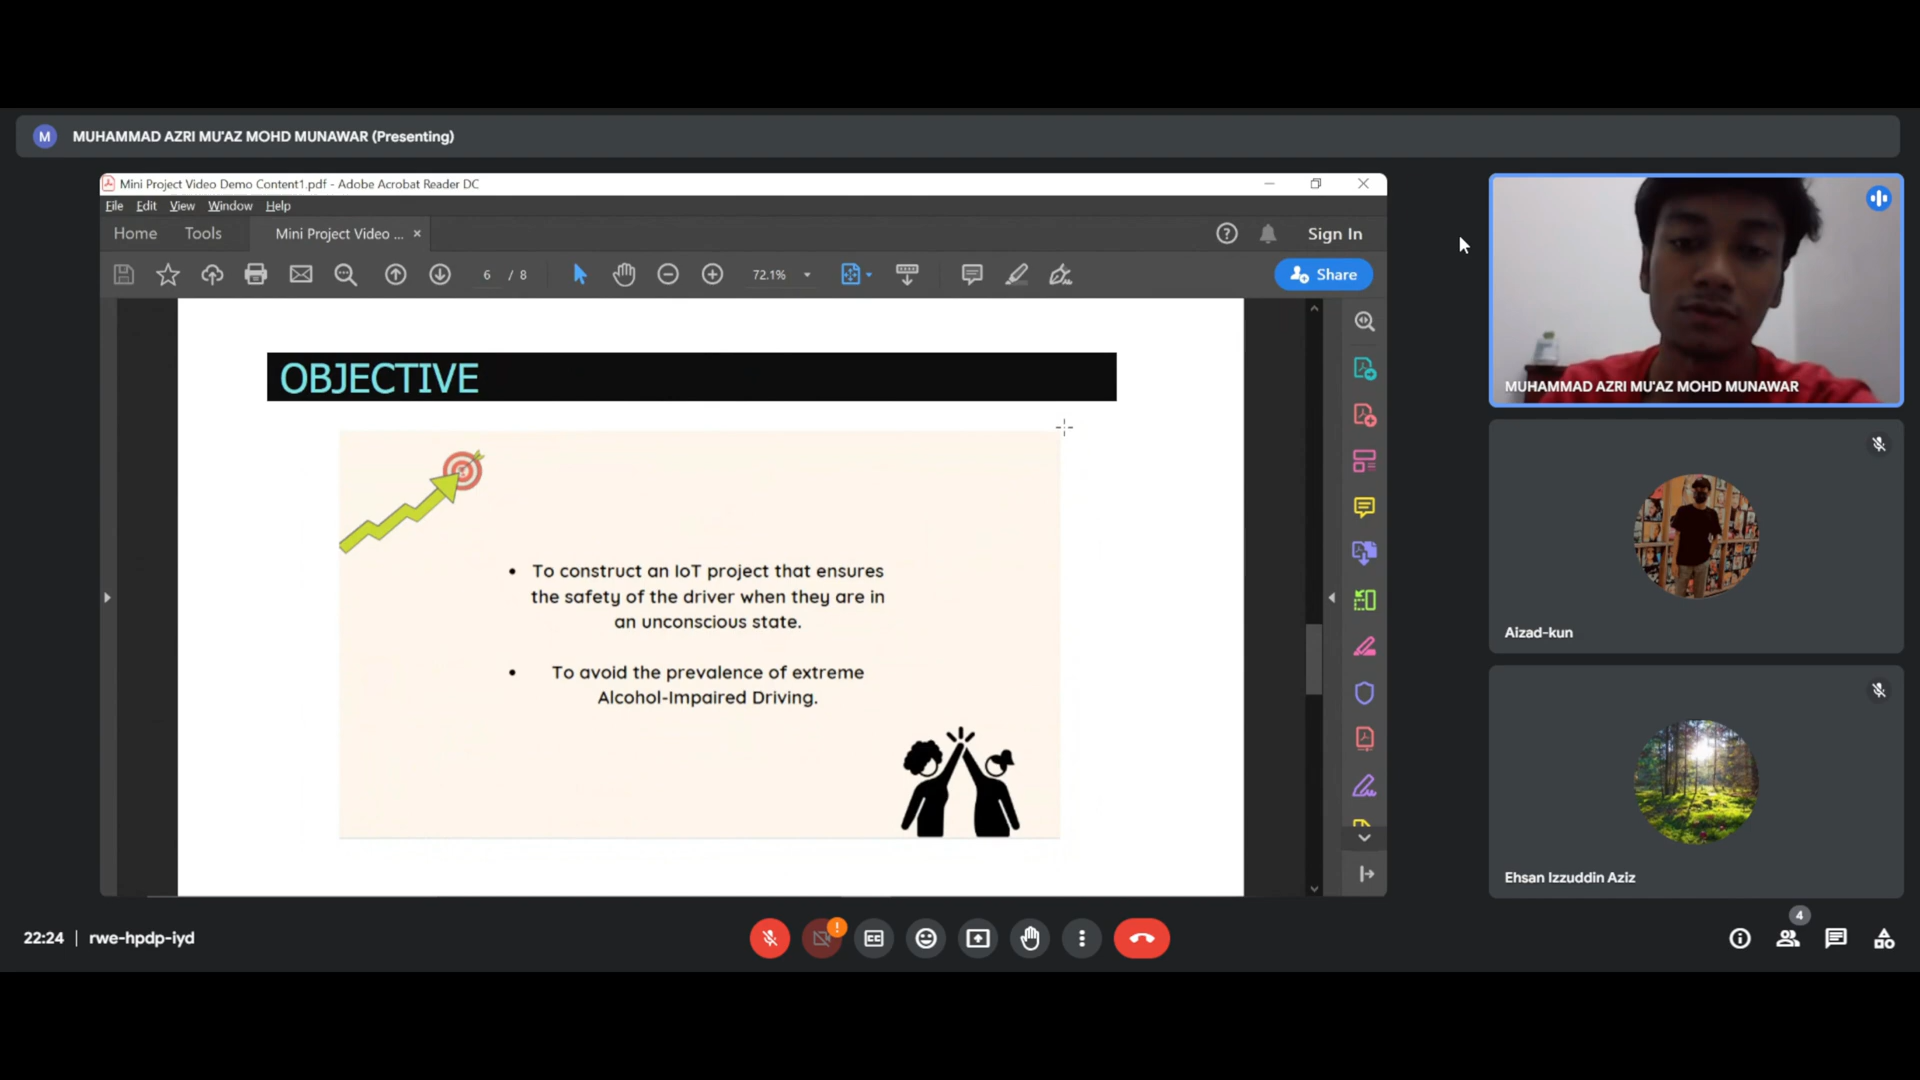 M MUHAMMAD AZRI MU'AZ MOHD MUNAWAR (Presenting)
Mini Project Video Demo Content1.pdf - Adobe Acrobat Reader DC
File Edit View Window Help
Home Tools Mini Project Video ... × Sign In
6 / 8 72.1% Share
OBJECTIVE
• To construct an IoT project that ensures
the safety of the driver when they are in
an unconscious state.
• To avoid the prevalence of extreme
Alcohol-Impaired Driving.
MUHAMMAD AZRI MU'AZ MOHD MUNAWAR
Aizad-kun
Ehsan Izzuddin Aziz
22:24 | rwe-hpdp-iyd
CC
4